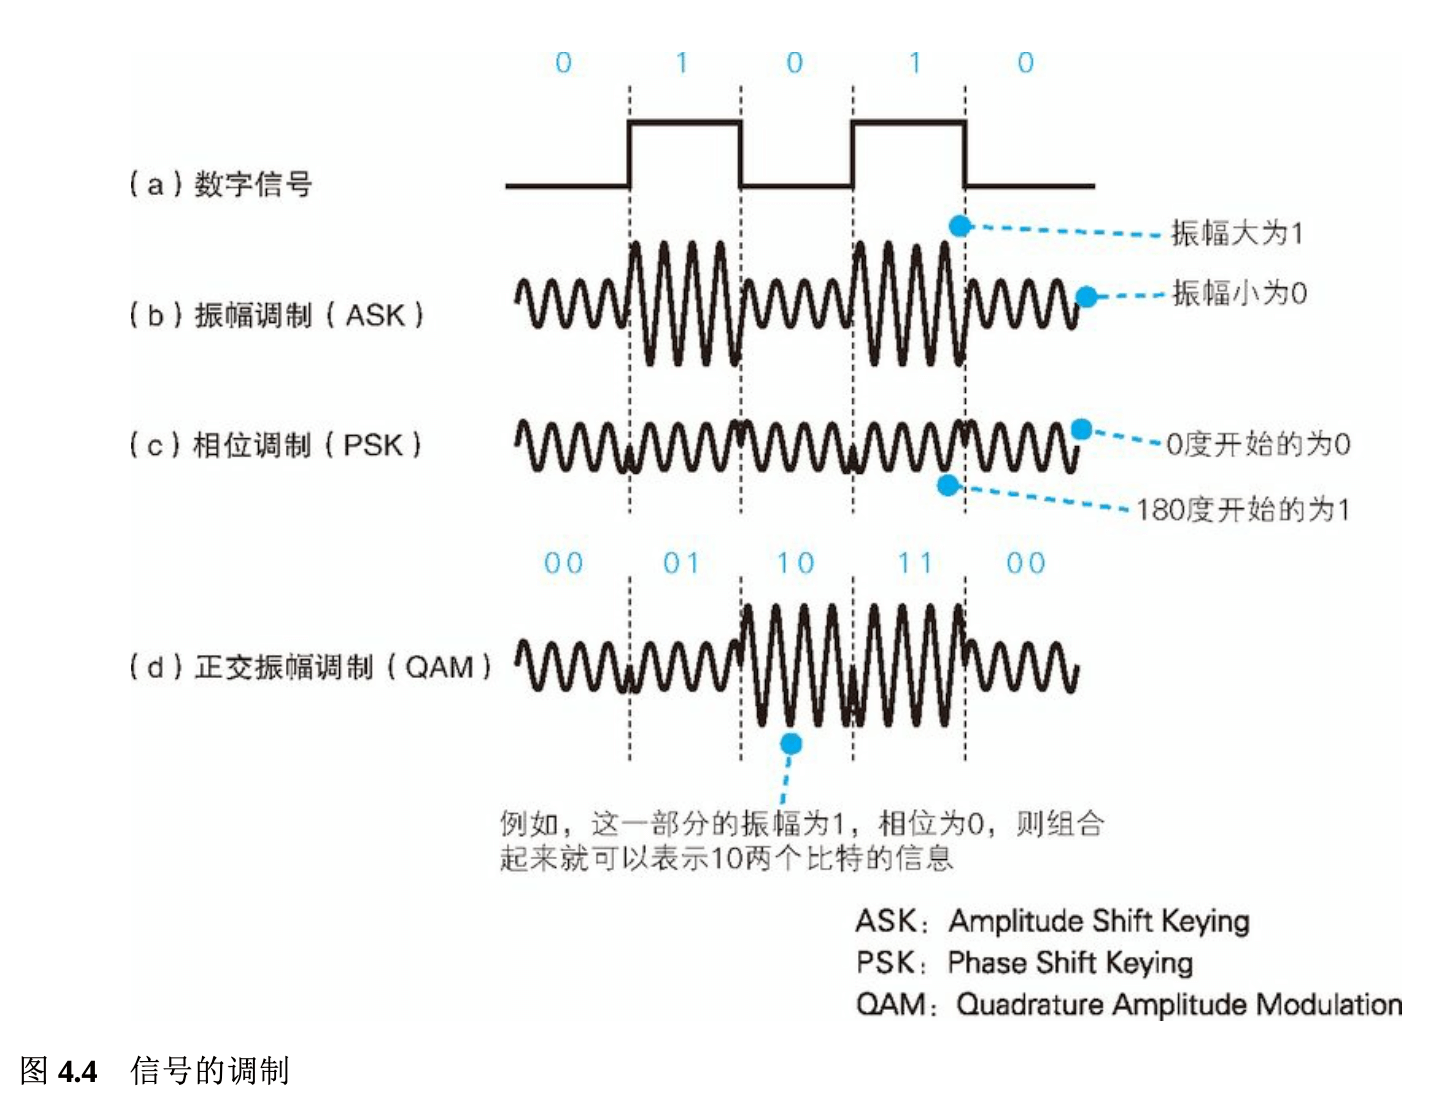 0 1 0 1 0
（a）数字信号
振幅大为1
振幅小为0
（b）振幅调制（ASK）
（c）相位调制（PSK）
0度开始的为0
180度开始的为1
00 01 10 11 00
（d）正交振幅调制（QAM）
例如，这一部分的振幅为1，相位为0，则组合
起来就可以表示10两个比特的信息
ASK：Amplitude Shift Keying
PSK：Phase Shift Keying
QAM：Quadrature Amplitude Modulation
图 4.4 信号的调制